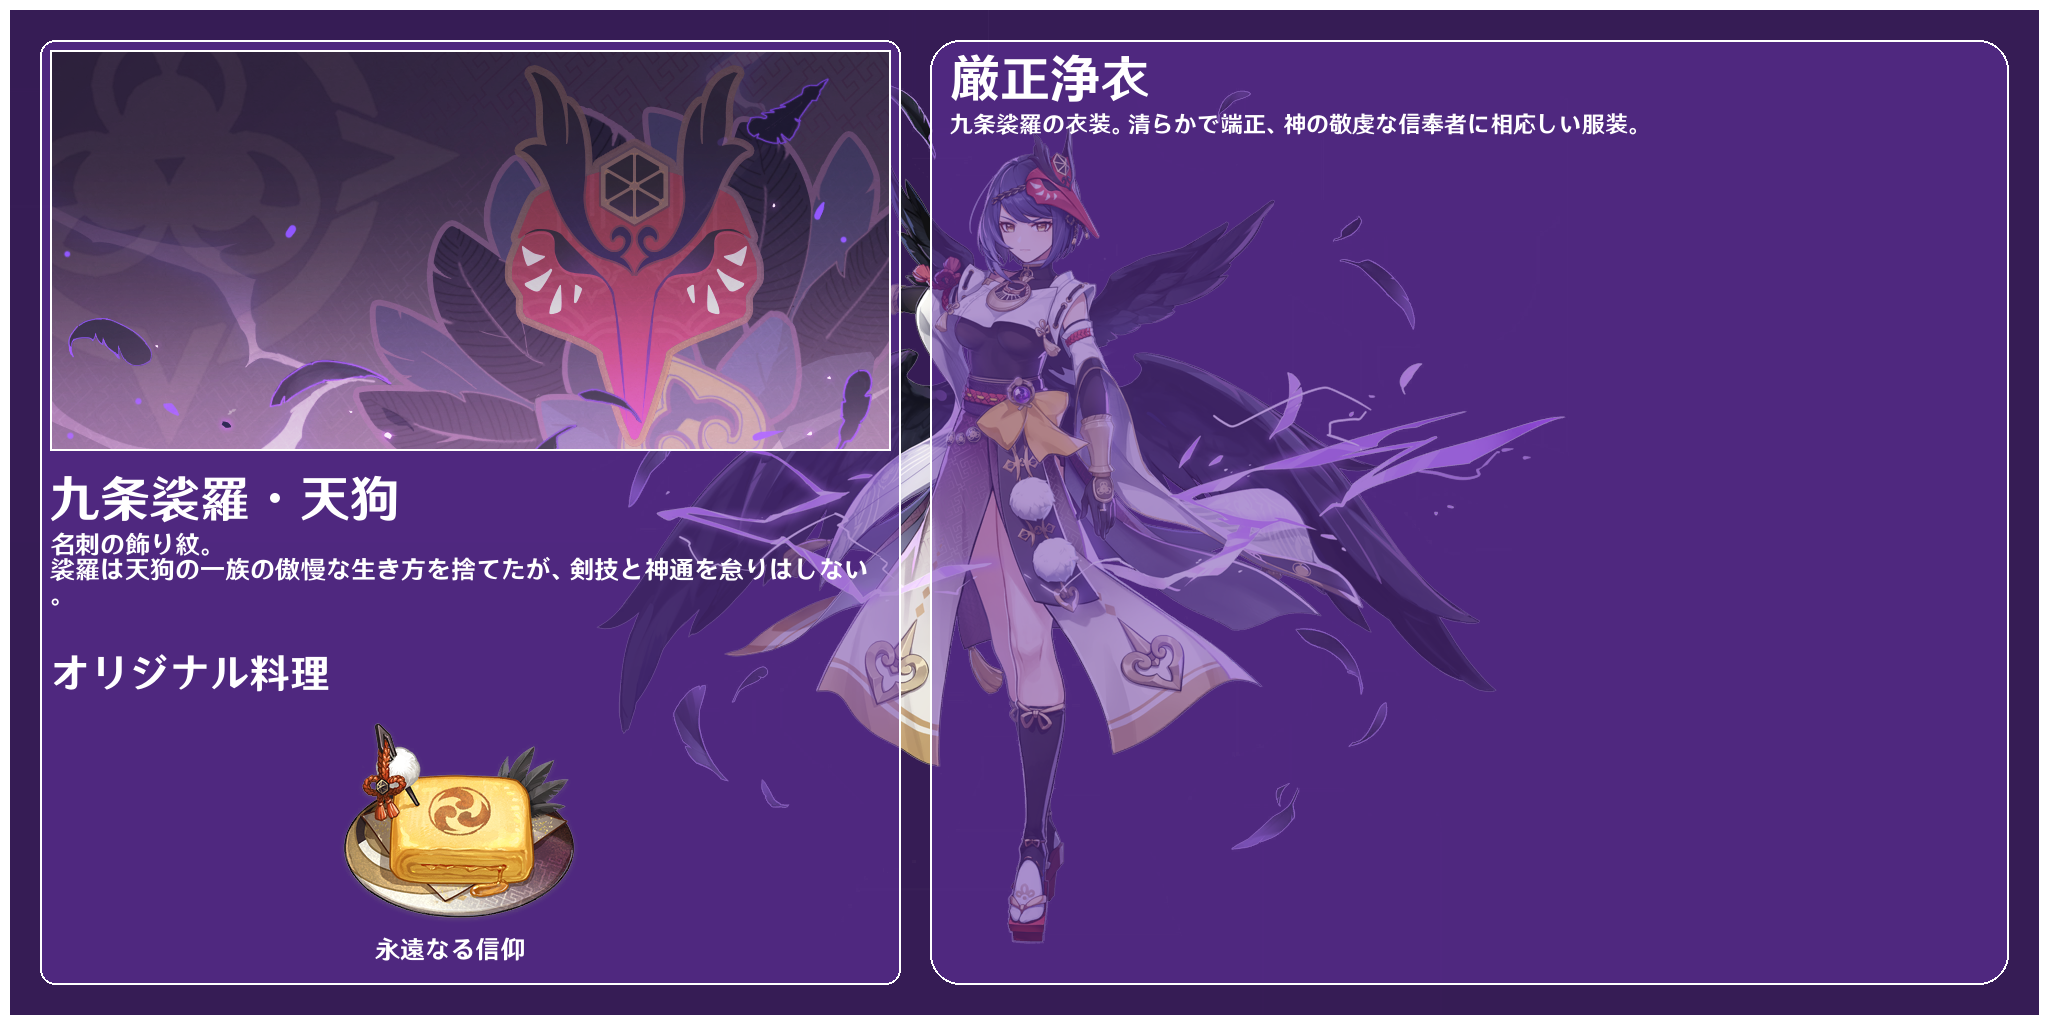 九条裟羅・天狗
名刺の飾り紋。
裟羅は天狗の一族の傲慢な生き方を捨てたが、剣技と神通を怠りはしない
。
オリジナル料理
永遠なる信仰
厳正浄衣
九条裟羅の衣装。清らかで端正、神の敬虔な信奉者に相応しい服装。